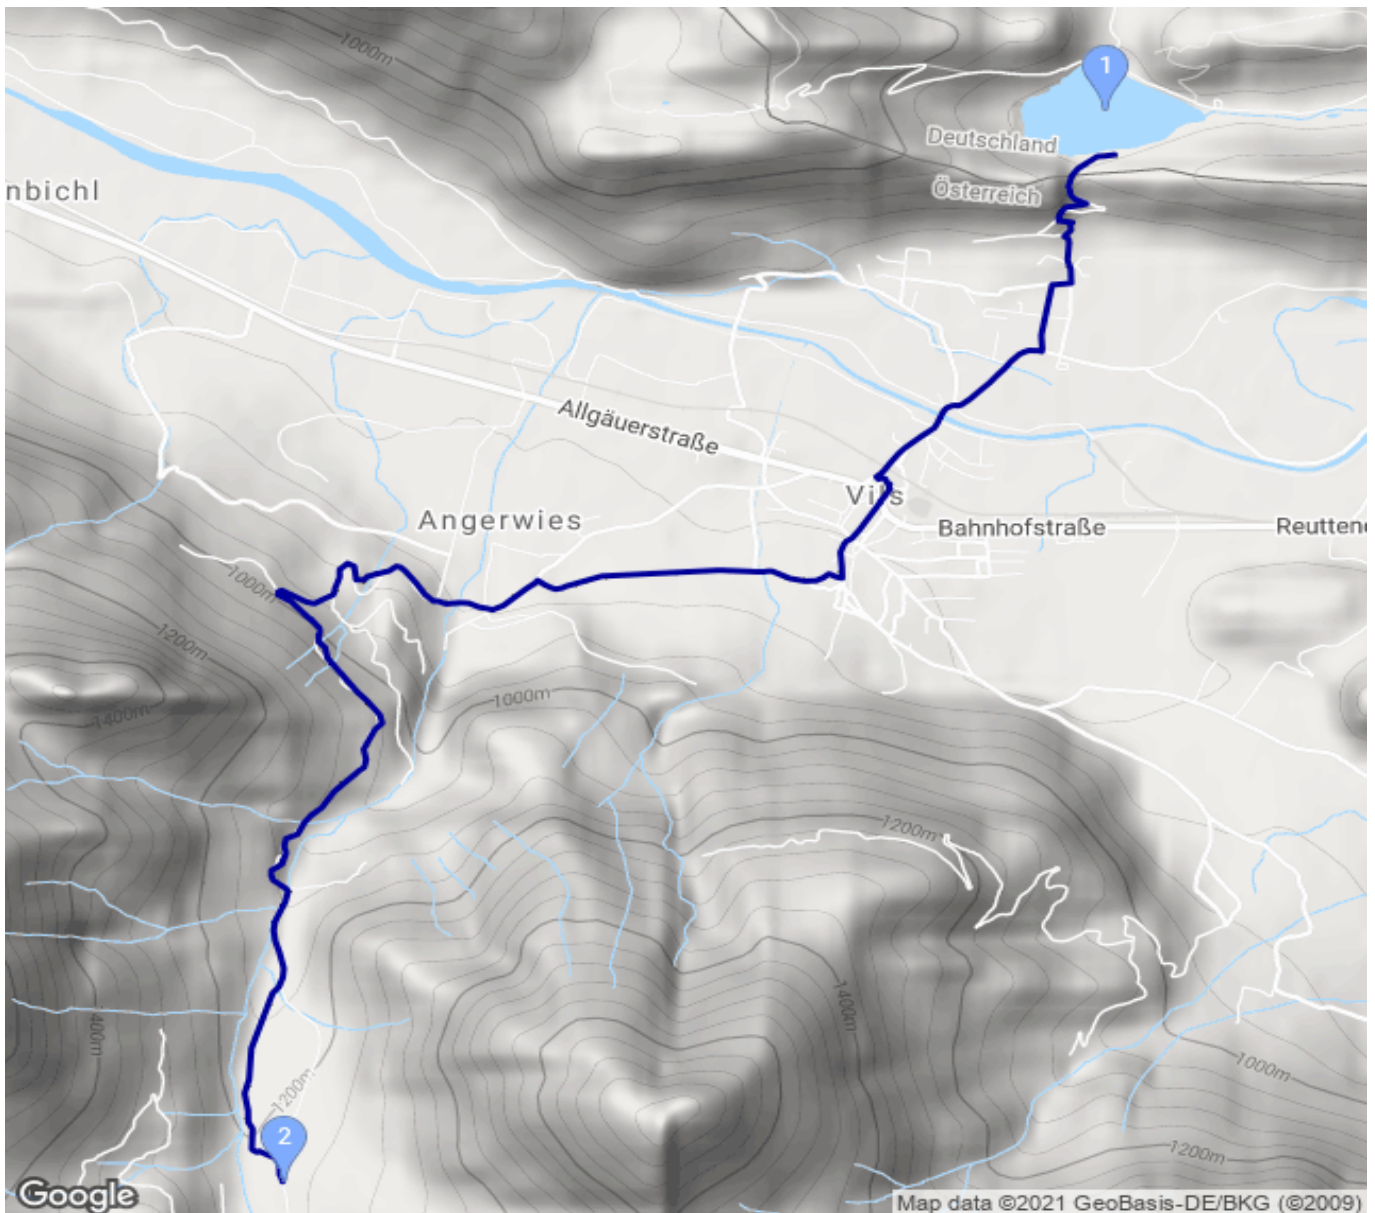 1000m
1
Deutschland
Österreich
nbichl
Allgäuerstraße
Vils
Angerwies
Bahnhofstraße
Reutten
1000m
1200m
1000m
1400m
1200m
1400m
400m
1000m
1200m
2
1200m
Google
Map data ©2021 GeoBasis-DE/BKG (©2009)